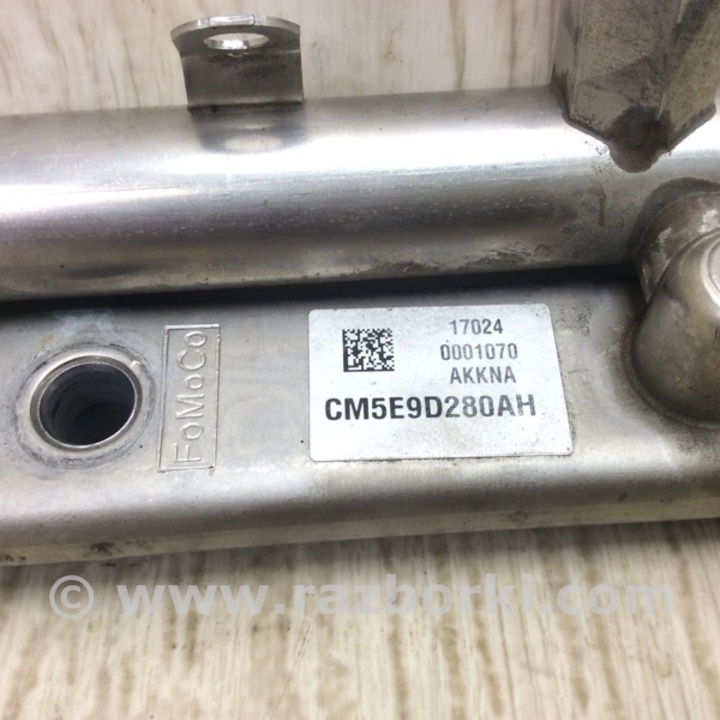 17024
0001070
AKKNA
CM5E9D280AH
FoMoCo
© www.razborki.com